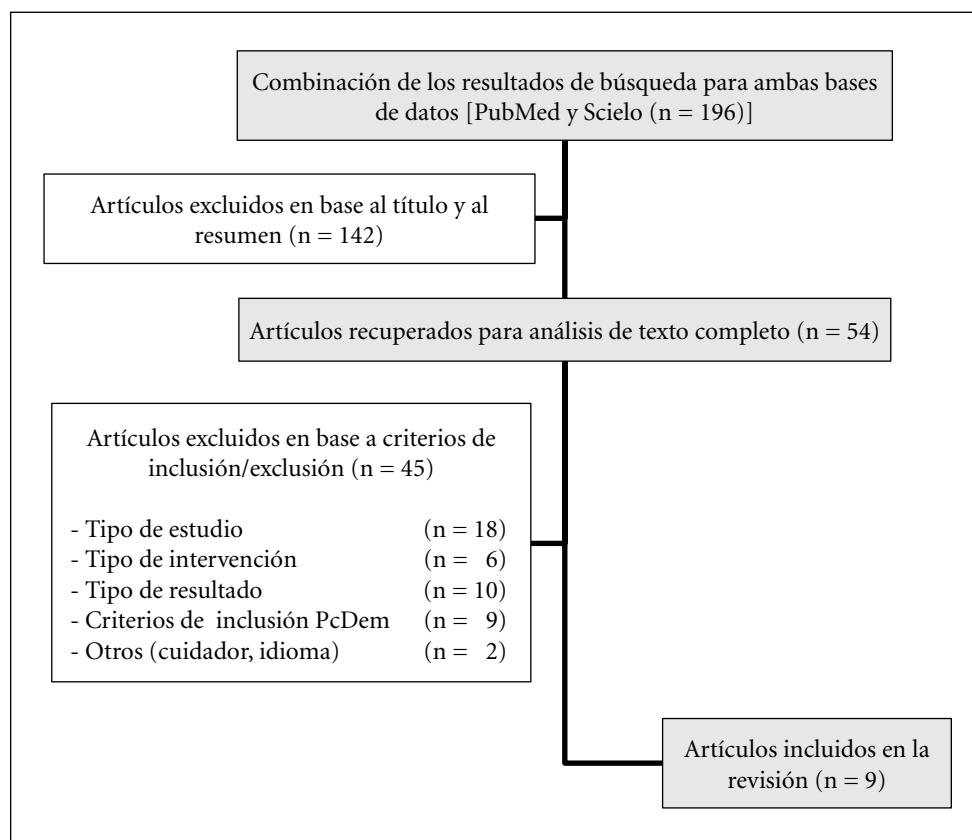 Combinación de los resultados de búsqueda para ambas bases
de datos [PubMed y Scielo (n = 196)]
Artículos excluidos en base al título y al
resumen (n = 142)
Artículos recuperados para análisis de texto completo (n = 54)
Artículos excluidos en base a criterios de
inclusión/exclusión (n = 45)
- Tipo de estudio (n = 18)
- Tipo de intervención (n = 6)
- Tipo de resultado (n = 10)
- Criterios de inclusión PcDem (n = 9)
- Otros (cuidador, idioma) (n = 2)
Artículos incluidos en la
revisión (n = 9)